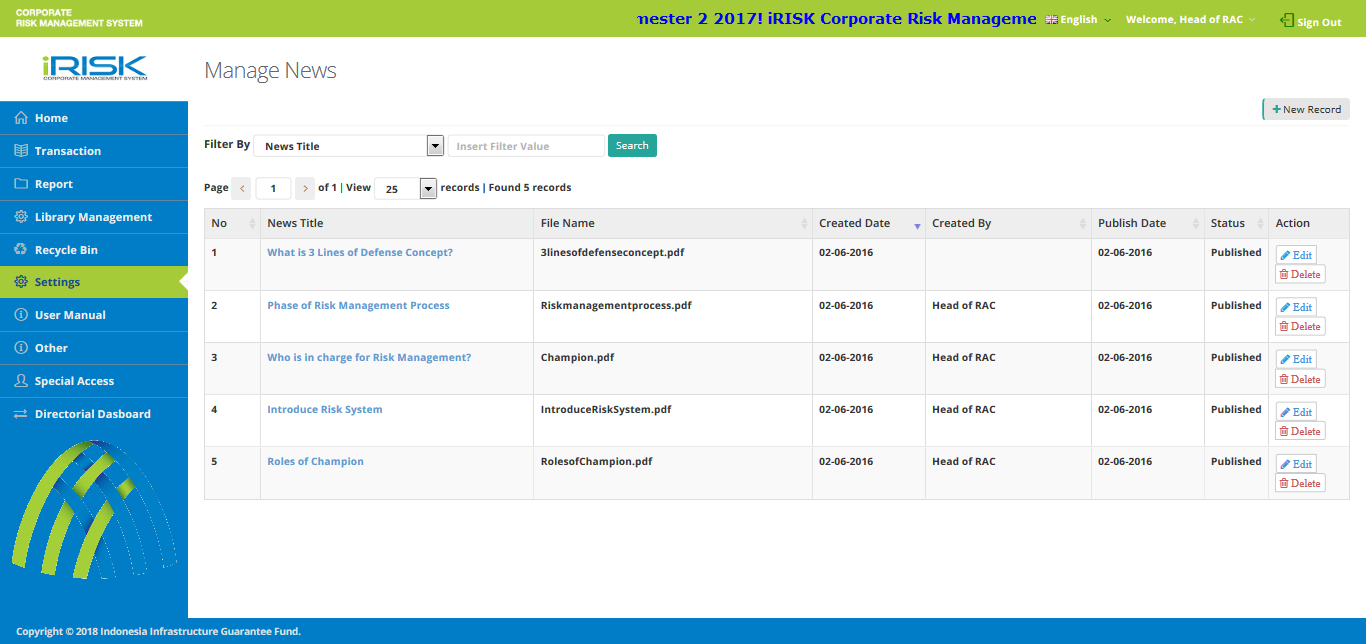 CORPORATE
RISK MANAGEMENT SYSTEM
mester 2 2017! iRISK Corporate Risk Manageme
English
Welcome, Head of RAC
Sign Out
iRISK
CORPORATE MANAGEMENT SYSTEM
Manage News
+ New Record
Home
Transaction
Report
Library Management
Recycle Bin
Settings
User Manual
Other
Special Access
Directorial Dasboard
Filter By News Title Insert Filter Value Search
Page < 1 > of 1 | View 25 records | Found 5 records
No News Title File Name Created Date Created By Publish Date Status Action
1 What is 3 Lines of Defense Concept? 3linesofdefenseconcept.pdf 02-06-2016 02-06-2016 Published Edit
Delete
2 Phase of Risk Management Process Riskmanagementprocess.pdf 02-06-2016 Head of RAC 02-06-2016 Published Edit
Delete
3 Who is in charge for Risk Management? Champion.pdf 02-06-2016 Head of RAC 02-06-2016 Published Edit
Delete
4 Introduce Risk System IntroduceRiskSystem.pdf 02-06-2016 Head of RAC 02-06-2016 Published Edit
Delete
5 Roles of Champion RolesofChampion.pdf 02-06-2016 Head of RAC 02-06-2016 Published Edit
Delete
Copyright © 2018 Indonesia Infrastructure Guarantee Fund.